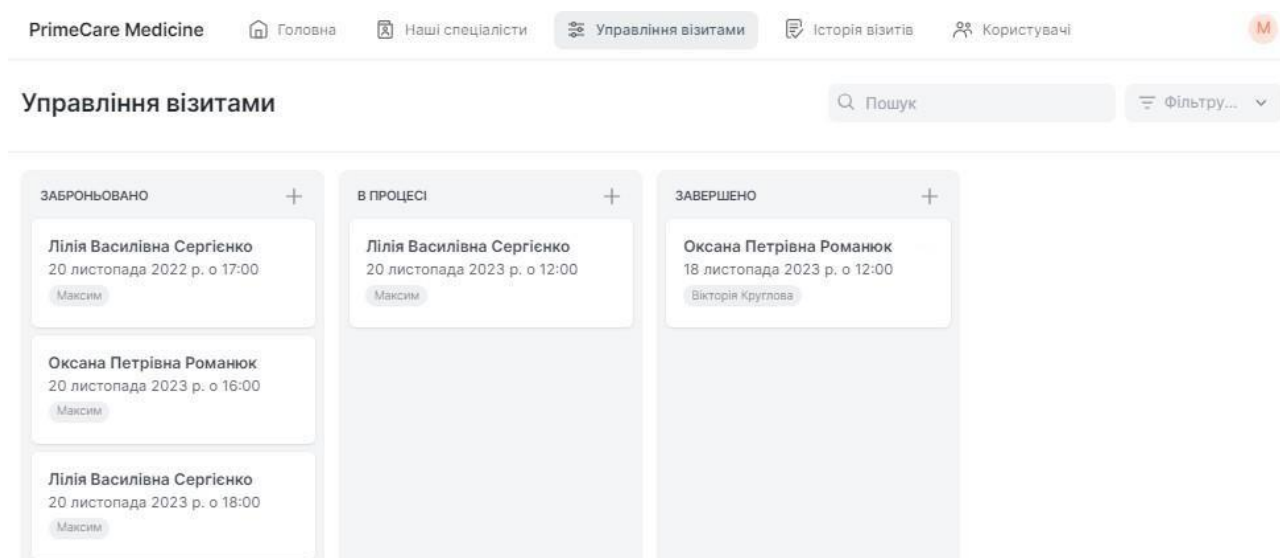 PrimeCare Medicine Головна Наші спеціалісти Управління візитами Історія візитів Користувачі М
Управління візитами Пошук Фільтру...
ЗАБРОНЬОВАНО
Лілія Василівна Сергієнко
20 листопада 2022 р. о 17:00
Максим
Оксана Петрівна Романюк
20 листопада 2023 р. о 16:00
Максим
Лілія Василівна Сергієнко
20 листопада 2023 р. о 18:00
Максим
В ПРОЦЕСІ
Лілія Василівна Сергієнко
20 листопада 2023 р. о 12:00
Максим
ЗАВЕРШЕНО
Оксана Петрівна Романюк
18 листопада 2023 р. о 12:00
Вікторія Круглова